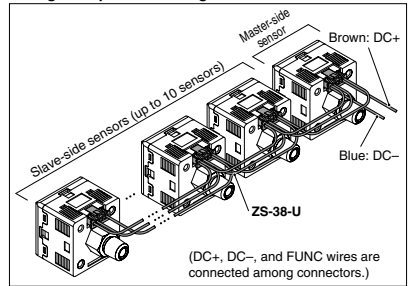 Master-side
sensor
Brown: DC+
Slave-side sensors (up to 10 sensors)
Blue: DC–
ZS-38-U
(DC+, DC–, and FUNC wires are
connected among connectors.)